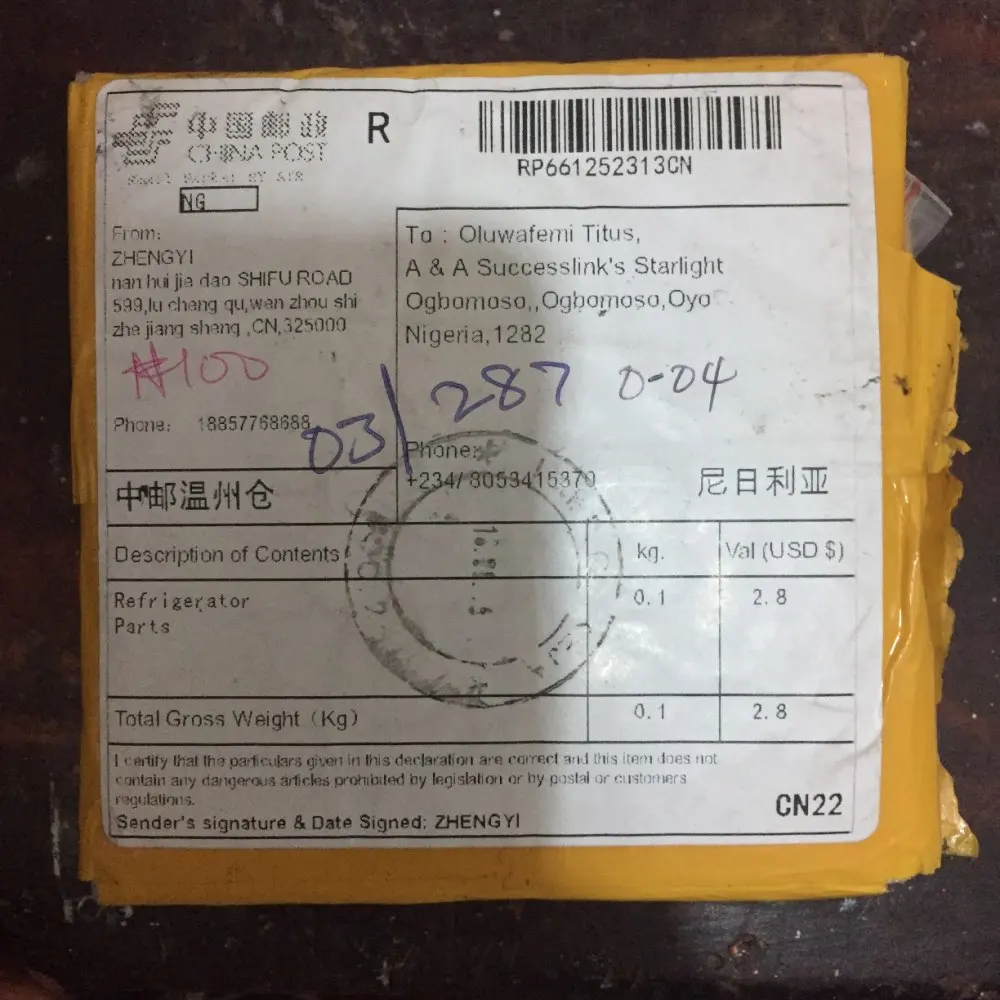 中国邮政
CHINA POST
R
RP661252313CN
SMALL PACKET BY AIR
NG
From:
ZHENGYI
nan hui jie dao SHIFU ROAD
599,lu cheng qu,wen zhou shi
zhe jiang sheng ,CN,325000
₦100
Phone: 18857768688
To : Oluwafemi Titus,
A & A Successlink's Starlight
Ogbomoso,,Ogbomoso,Oyo
Nigeria,1282
03/287 0-04
Phone:
+234/ 8053415370
中邮温州仓
尼日利亚
Description of Contents kg. Val (USD $)
Refrigerator 0.1 2.8
Parts
Total Gross Weight (Kg) 0.1 2.8
I certify that the particulars given in this declaration are correct and this item does not
contain any dangerous articles prohibited by legislation or by postal or customers
regulations.
Sender's signature & Date Signed: ZHENGYI
CN22